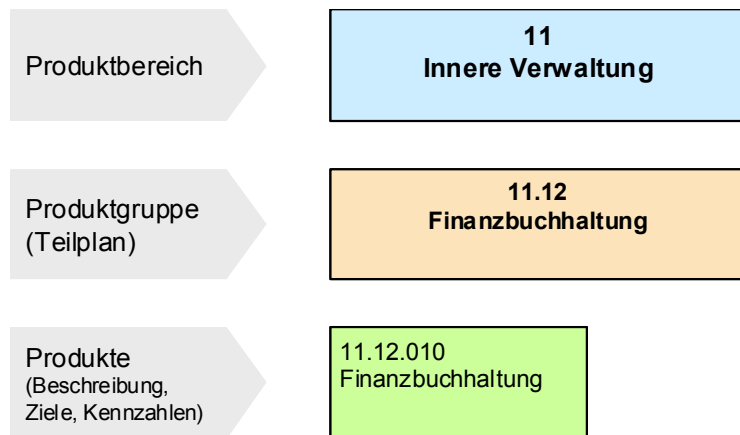 Produktbereich
11
Innere Verwaltung
Produktgruppe
(Teilplan)
11.12
Finanzbuchhaltung
Produkte
(Beschreibung,
Ziele, Kennzahlen)
11.12.010
Finanzbuchhaltung